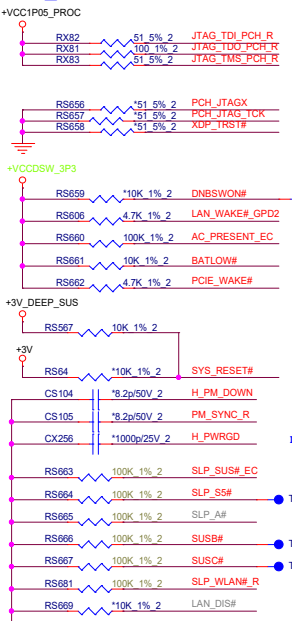 +VCC1P05_PROC
RX82 51_5%_2 JTAG_TDI_PCH_R
RX81 100_1%_2 JTAG_TDO_PCH_R
RX83 51_5%_2 JTAG_TMS_PCH_R
RS656 *51_5%_2 PCH_JTAGX
RS657 *51_5%_2 PCH_JTAG_TCK
RS658 *51_5%_2 XDP_TRST#
+VCCDSW_3P3
RS659 *10K_1%_2 DNBSWON#
RS606 4.7K_1%_2 LAN_WAKE#_GPD2
RS660 100K_1%_2 AC_PRESENT_EC
RS661 10K_1%_2 BATLOW#
RS662 4.7K_1%_2 PCIE_WAKE#
+3V_DEEP_SUS
RS567 10K_1%_2
+3V
RS64 *10K_1%_2 SYS_RESET#
CS104 *8.2p/50V_2 H_PM_DOWN
CS105 *8.2p/50V_2 PM_SYNC_R
CX256 *1000p/25V_2 H_PWRGD
RS663 100K_1%_2 SLP_SUS#_EC
RS664 100K_1%_2 SLP_S5#
RS665 100K_1%_2 SLP_A#
RS666 100K_1%_2 SUSB#
RS667 100K_1%_2 SUSC#
RS681 100K_1%_2 SLP_WLAN#_R
RS669 *10K_1%_2 LAN_DIS#